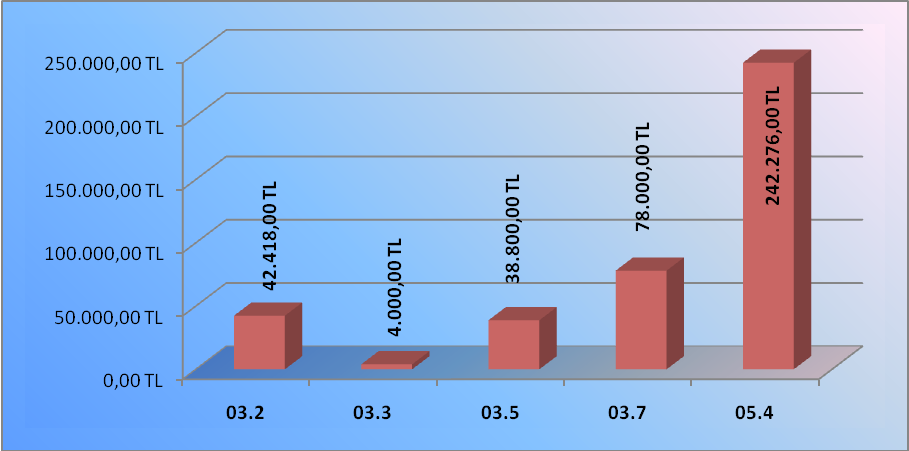 250.000,00 TL
200.000,00 TL
150.000,00 TL
100.000,00 TL
50.000,00 TL
0,00 TL
42.418,00 TL
4.000,00 TL
38.800,00 TL
78.000,00 TL
242.276,00 TL
03.2 03.3 03.5 03.7 05.4